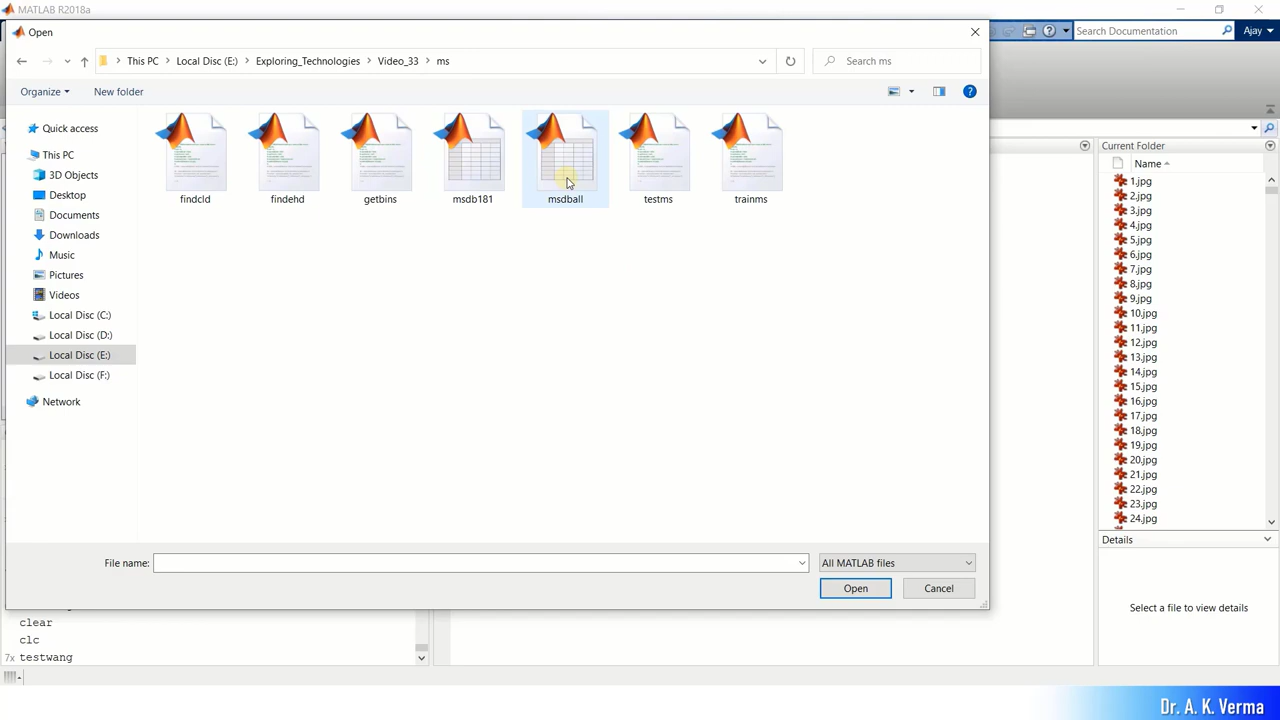 MATLAB R2018a
Open
Search Documentation
Ajay
This PC
Local Disc (E:)
Exploring_Technologies
Video_33
ms
Search ms
Organize
New folder
Quick access
This PC
3D Objects
Desktop
Documents
Downloads
Music
Pictures
Videos
Local Disc (C:)
Local Disc (D:)
Local Disc (E:)
Local Disc (F:)
Network
findcld
findehd
getbins
msdb181
msdball
testms
trainms
File name:
All MATLAB files
Open
Cancel
Current Folder
Name
1.jpg
2.jpg
3.jpg
4.jpg
5.jpg
6.jpg
7.jpg
8.jpg
9.jpg
10.jpg
11.jpg
12.jpg
13.jpg
14.jpg
15.jpg
16.jpg
17.jpg
18.jpg
19.jpg
20.jpg
21.jpg
22.jpg
23.jpg
24.jpg
Details
Select a file to view details
clear
clc
7x testwang
Dr. A. K. Verma